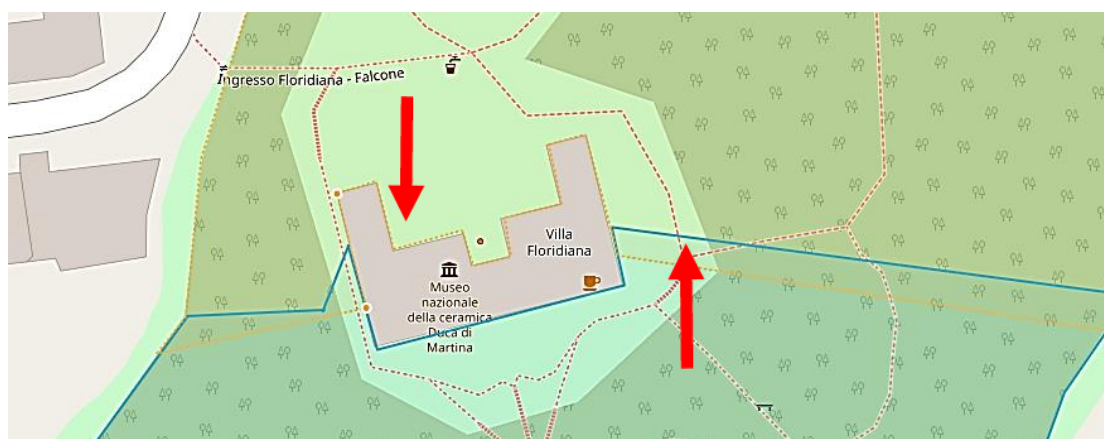 Ingresso Floridiana - Falcone
Villa
Floridiana
Museo
nazionale
della ceramica
Duca di
Martina